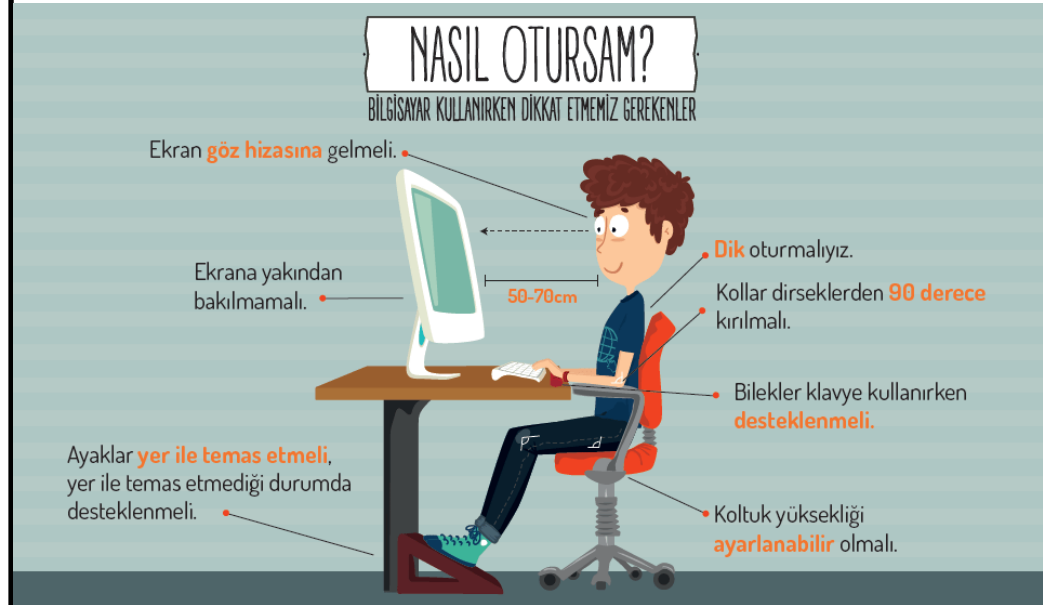 NASIL OTURSAM?
BİLGİSAYAR KULLANIRKEN DİKKAT ETMEMİZ GEREKENLER
Ekran göz hizasına gelmeli.
Dik oturmalıyız.
Ekrana yakından
bakılmamalı.
50-70cm
Kollar dirseklerden 90 derece
kırılmalı.
Bilekler klavye kullanırken
desteklenmeli.
Ayaklar yer ile temas etmeli,
yer ile temas etmediği durumda
desteklenmeli.
Koltuk yüksekliği
ayarlanabilir olmalı.